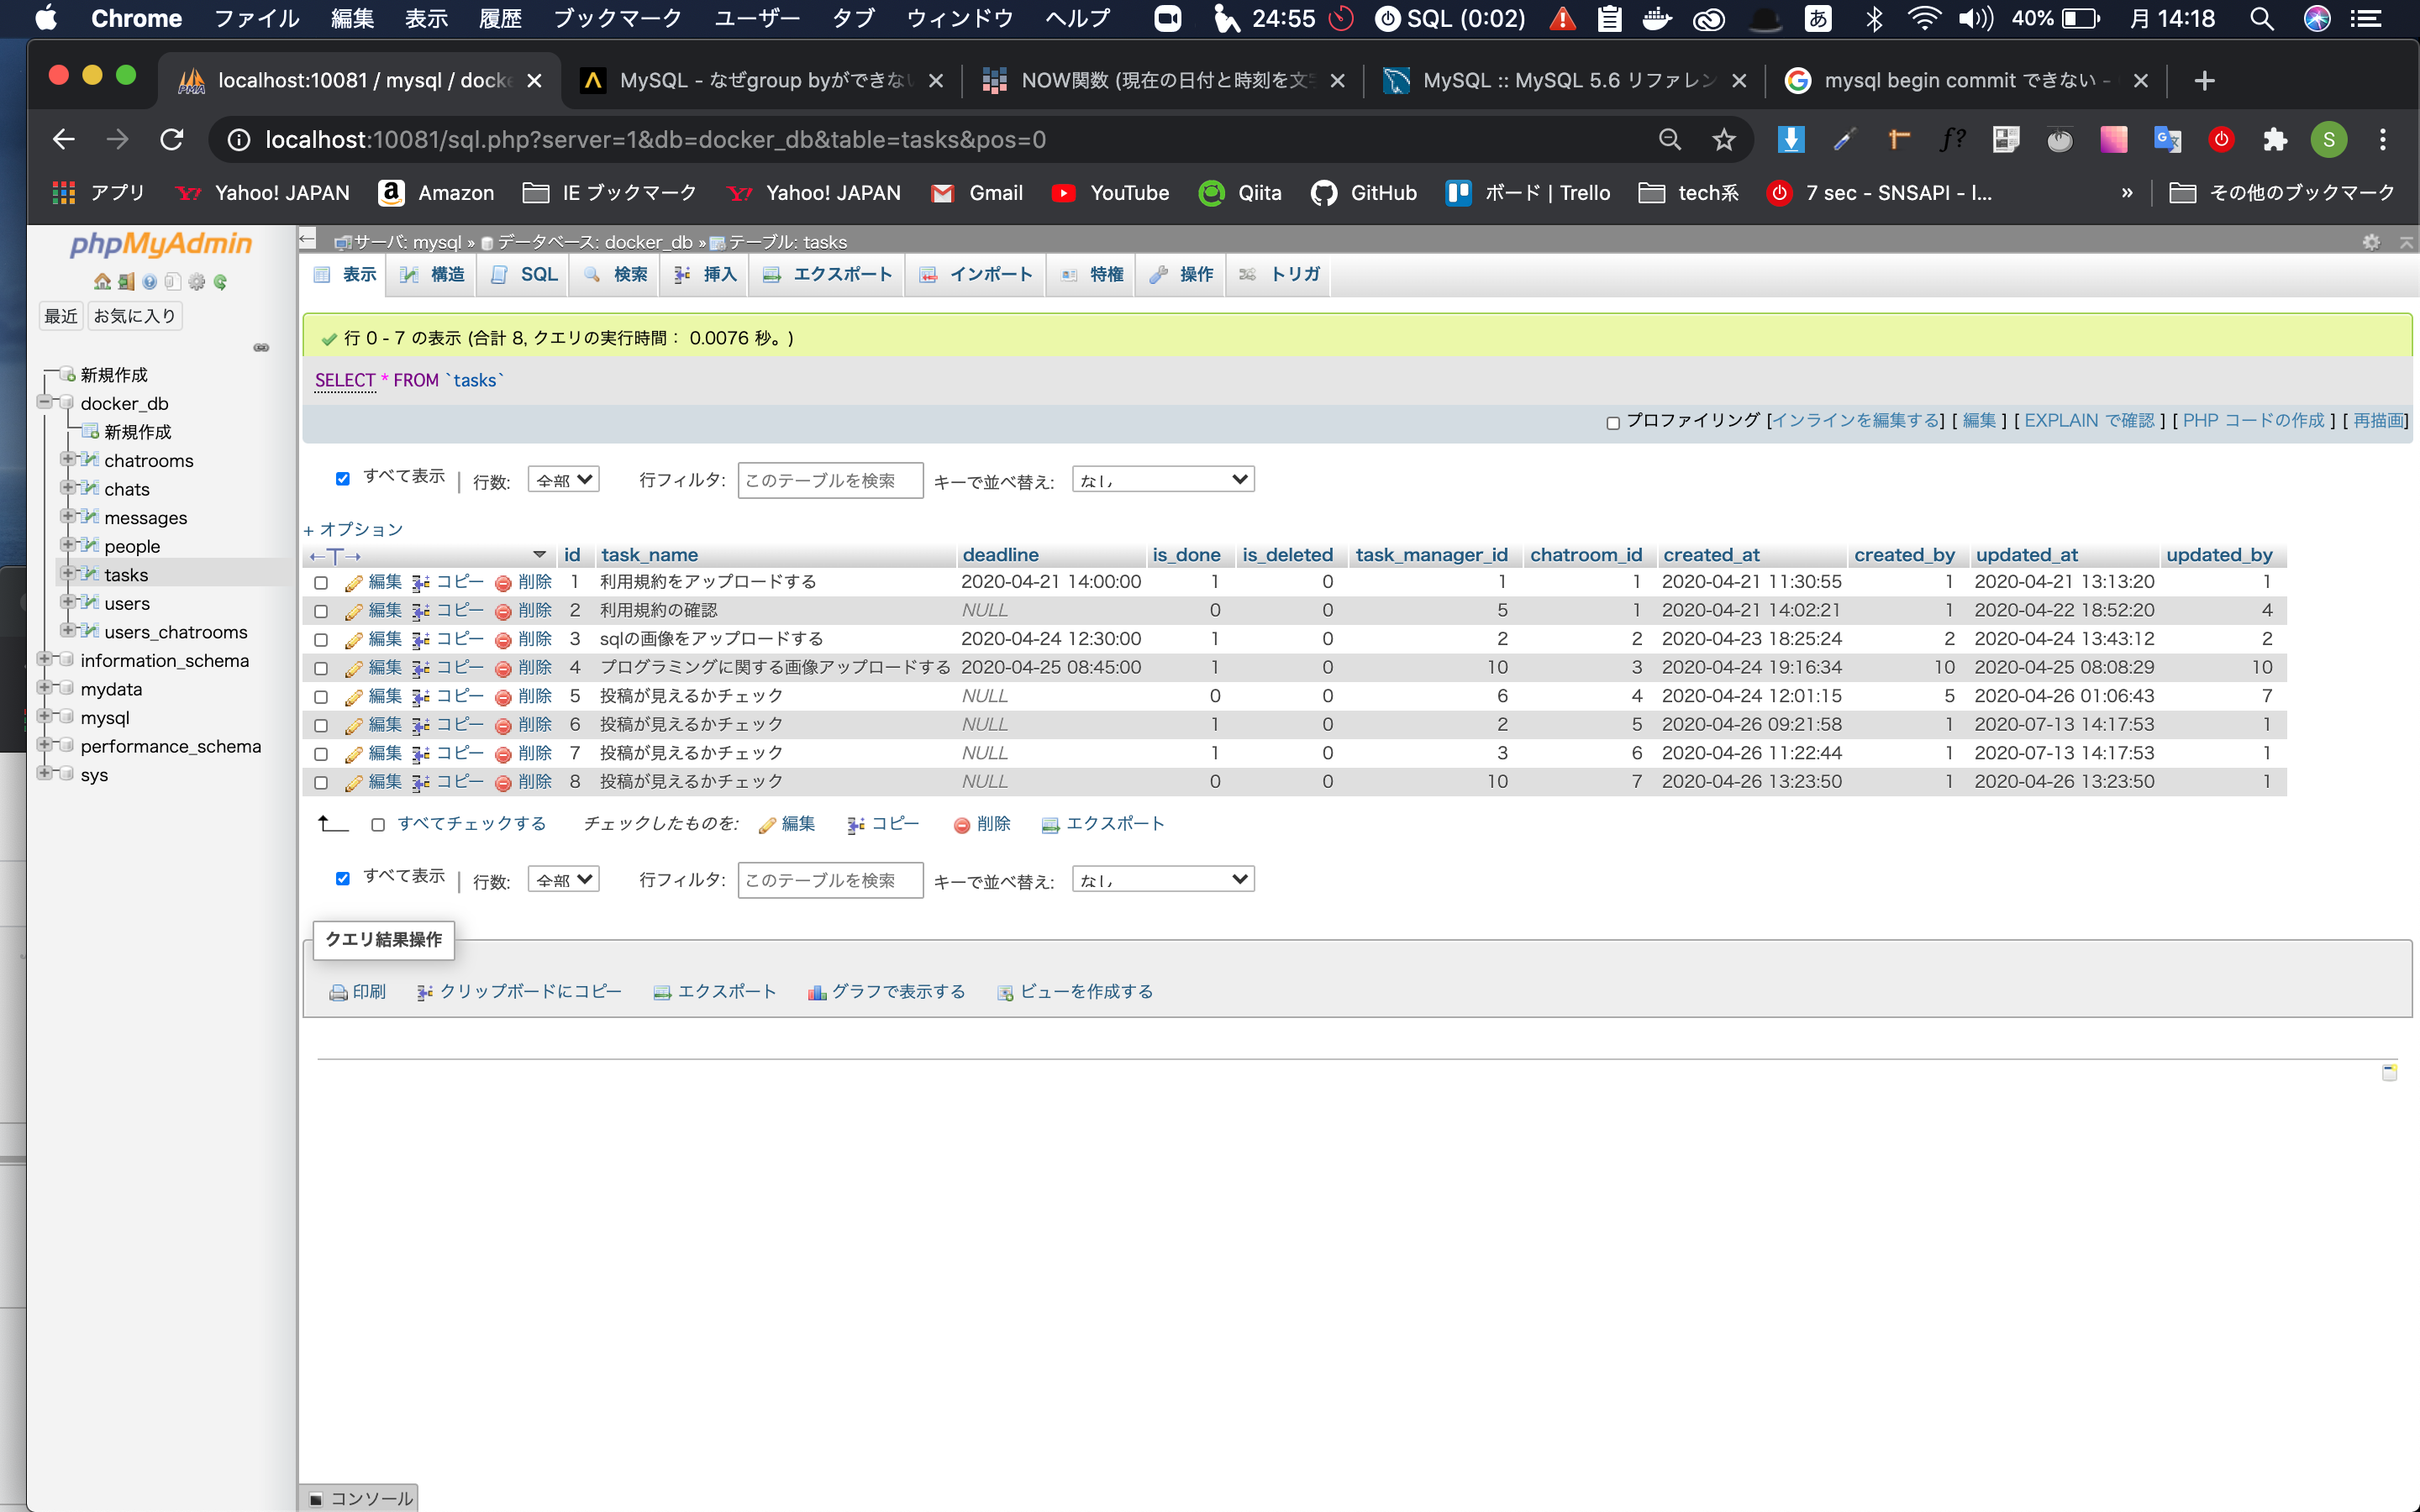 Chrome ファイル 編集 表示 履歴 ブックマーク ユーザー タブ ウィンドウ ヘルプ 24:55 SQL (0:02) あ 40% 月 14:18
localhost:10081 / mysql / docke MySQL - なぜgroup byができな NOW関数 (現在の日付と時刻を文 MySQL :: MySQL 5.6 リファレン mysql begin commit できない -
localhost:10081/sql.php?server=1&db=docker_db&table=tasks&pos=0
アプリ Yahoo! JAPAN Amazon IE ブックマーク Yahoo! JAPAN Gmail YouTube Qiita GitHub ボード | Trello tech系 7 sec - SNSAPI - I... » その他のブックマーク
phpMyAdmin
最近 お気に入り
新規作成
docker_db
新規作成
chatrooms
chats
messages
people
tasks
users
users_chatrooms
information_schema
mydata
mysql
performance_schema
sys
サーバ: mysql » データベース: docker_db » テーブル: tasks
表示 構造 SQL 検索 挿入 エクスポート インポート 特権 操作 トリガ
行 0 - 7 の表示 (合計 8, クエリの実行時間： 0.0076 秒。)
SELECT * FROM `tasks`
プロファイリング [インラインを編集する] [ 編集 ] [ EXPLAIN で確認 ] [ PHP コードの作成 ] [ 再描画]
すべて表示 | 行数: 全部 行フィルタ: このテーブルを検索 キーで並べ替え: なし
+ オプション
←T→ id task_name deadline is_done is_deleted task_manager_id chatroom_id created_at created_by updated_at updated_by
編集 コピー 削除 1 利用規約をアップロードする 2020-04-21 14:00:00 1 0 1 1 2020-04-21 11:30:55 1 2020-04-21 13:13:20 1
編集 コピー 削除 2 利用規約の確認 NULL 0 0 5 1 2020-04-21 14:02:21 1 2020-04-22 18:52:20 4
編集 コピー 削除 3 sqlの画像をアップロードする 2020-04-24 12:30:00 1 0 2 2 2020-04-23 18:25:24 2 2020-04-24 13:43:12 2
編集 コピー 削除 4 プログラミングに関する画像アップロードする 2020-04-25 08:45:00 1 0 10 3 2020-04-24 19:16:34 10 2020-04-25 08:08:29 10
編集 コピー 削除 5 投稿が見えるかチェック NULL 0 0 6 4 2020-04-24 12:01:15 5 2020-04-26 01:06:43 7
編集 コピー 削除 6 投稿が見えるかチェック NULL 1 0 2 5 2020-04-26 09:21:58 1 2020-07-13 14:17:53 1
編集 コピー 削除 7 投稿が見えるかチェック NULL 1 0 3 6 2020-04-26 11:22:44 1 2020-07-13 14:17:53 1
編集 コピー 削除 8 投稿が見えるかチェック NULL 0 0 10 7 2020-04-26 13:23:50 1 2020-04-26 13:23:50 1
すべてチェックする チェックしたものを: 編集 コピー 削除 エクスポート
すべて表示 | 行数: 全部 行フィルタ: このテーブルを検索 キーで並べ替え: なし
クエリ結果操作
印刷 クリップボードにコピー エクスポート グラフで表示する ビューを作成する
コンソール